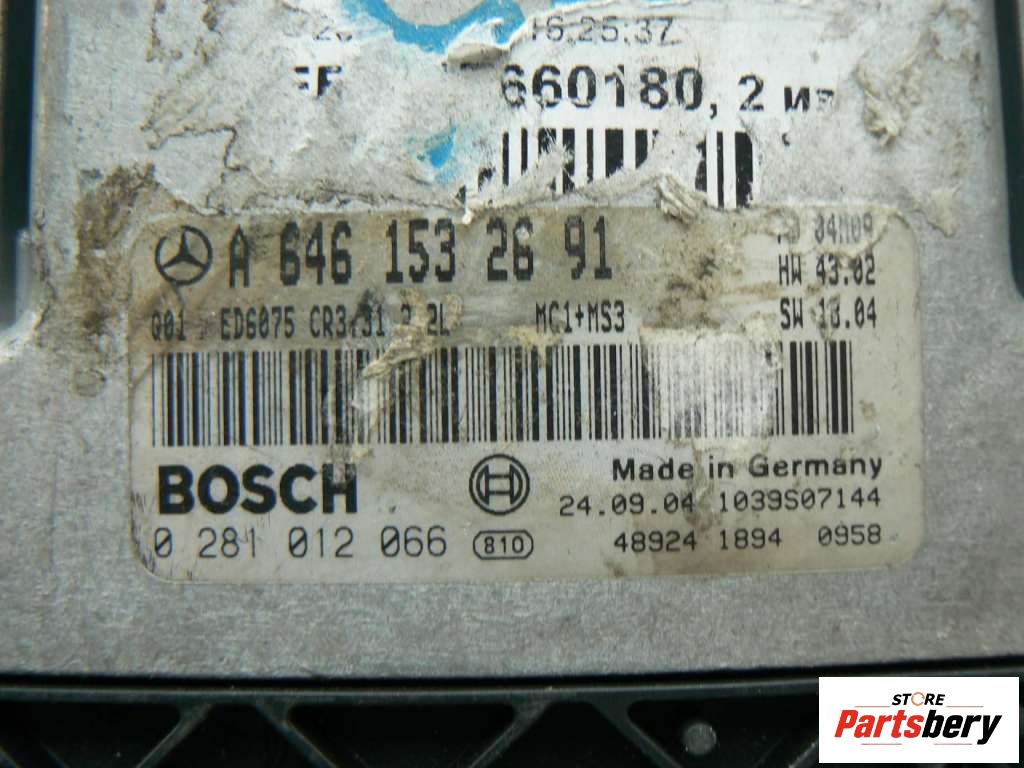 16:25:37
660180, 2
A 646 153 26 91
04M09
HW 43.02
Q01 ED6075 CR3.31 2.2L MC1+MS3 SW 18.04
BOSCH
Made in Germany
24.09.04 1039S07144
0 281 012 066 810 48924 1894 0958
STORE
Partsbery